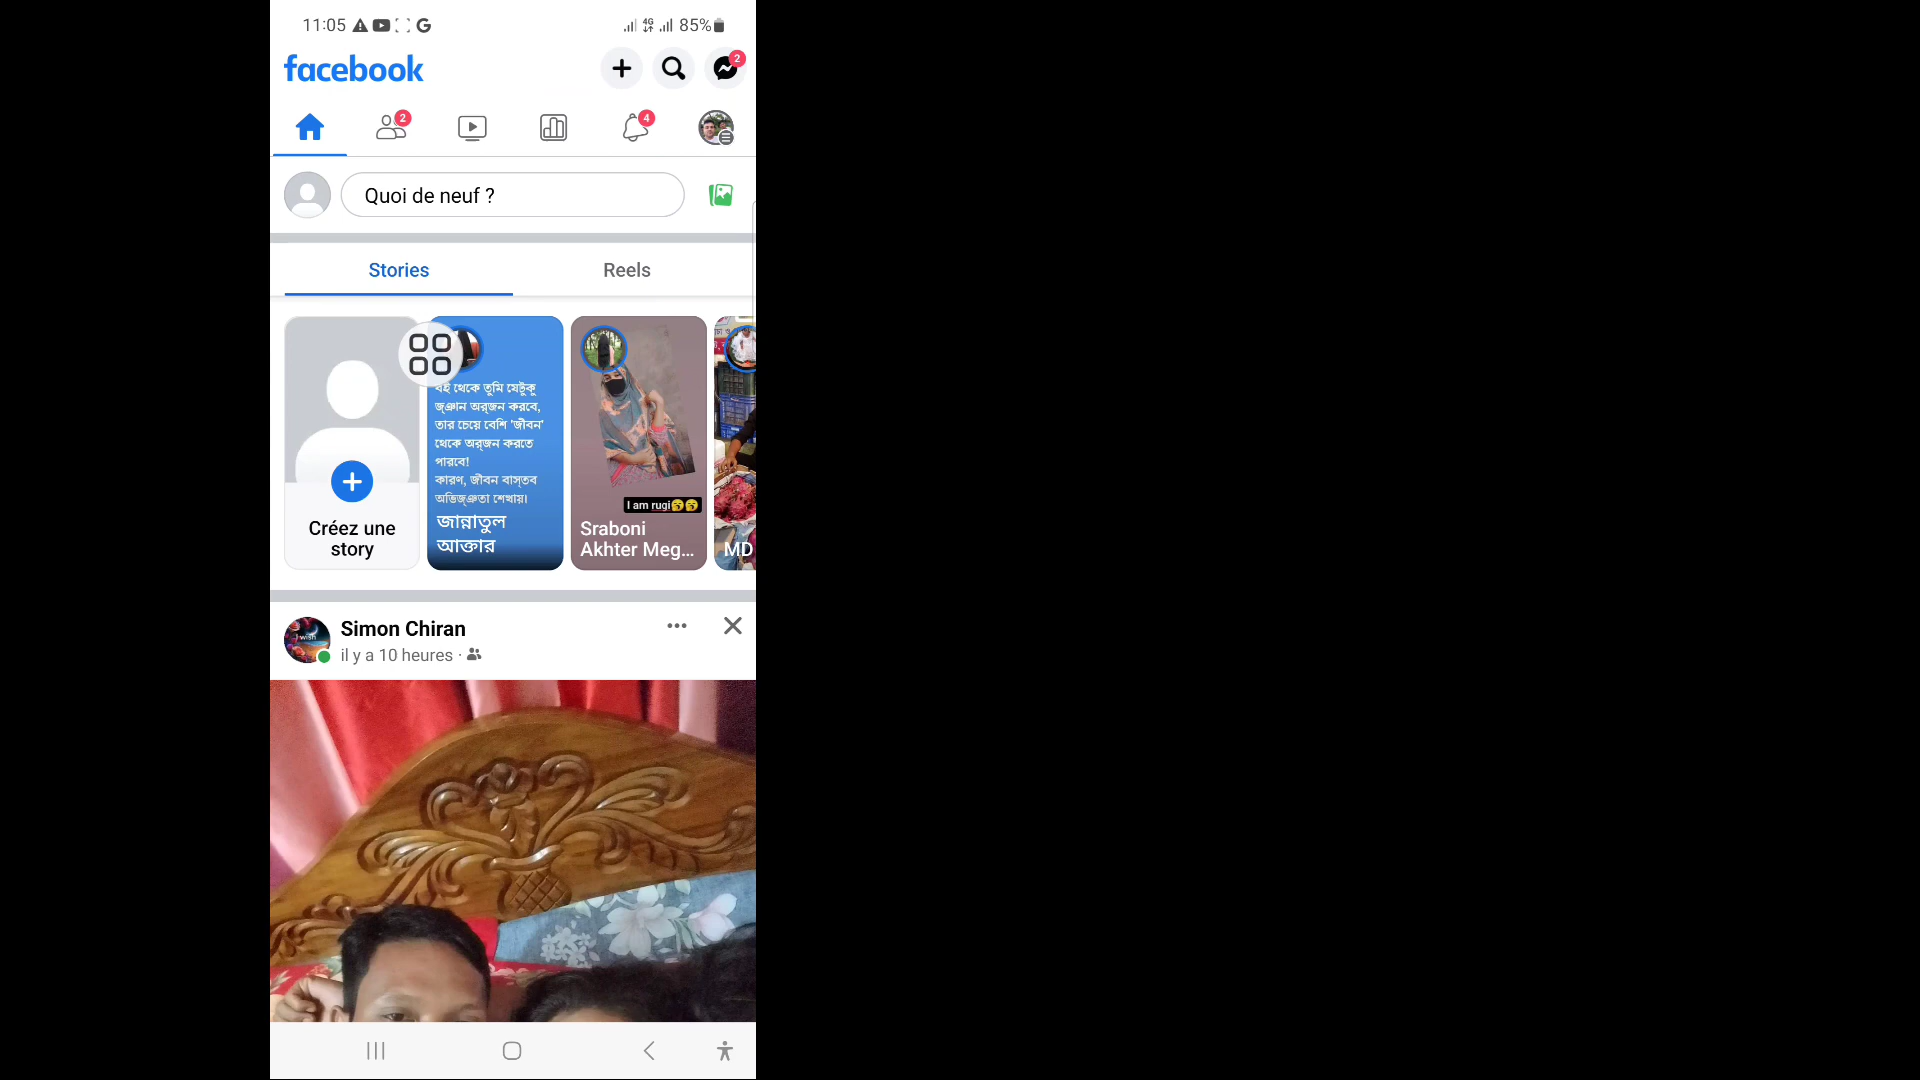 11:05 4G 85%
facebook
2
2
4
Quoi de neuf ?
Stories Reels
বই থেকে তুমি যেটুকু
জ্ঞান অর্জন করবে,
তার চেয়ে বেশি 'জীবন'
থেকে অর্জন করতে
পারবে!
কারণ, জীবন বাস্তব
অভিজ্ঞতা শেখায়।
জান্নাতুল
আক্তার
I am rugi🤧🤧
Sraboni
Akhter Meg...
MD
Créez une
story
Simon Chiran
il y a 10 heures ·
I wish